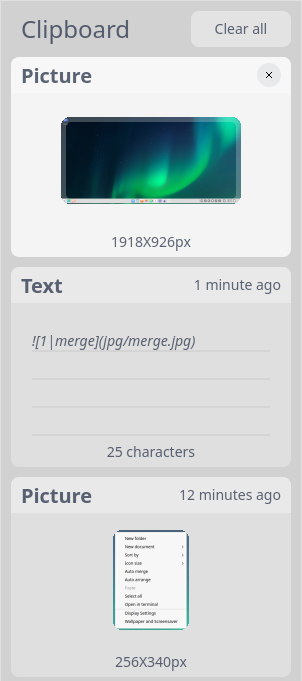 Clipboard
Clear all
Picture
×
1918X926px
Text
1 minute ago
![1|merge](jpg/merge.jpg)
25 characters
Picture
12 minutes ago
New folder
New document
Sort by
Icon size
Auto merge
Auto arrange
Paste
Select all
Open in terminal
Display Settings
Wallpaper and Screensaver
256X340px